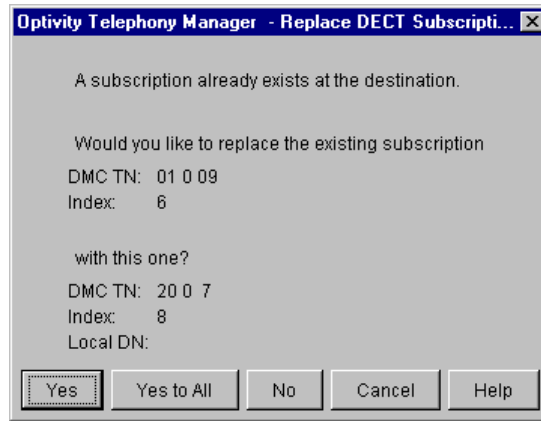 Optivity Telephony Manager - Replace DECT Subscripti...
A subscription already exists at the destination.
Would you like to replace the existing subscription
DMC TN: 01 0 09
Index: 6
with this one?
DMC TN: 20 0 7
Index: 8
Local DN:
Yes Yes to All No Cancel Help